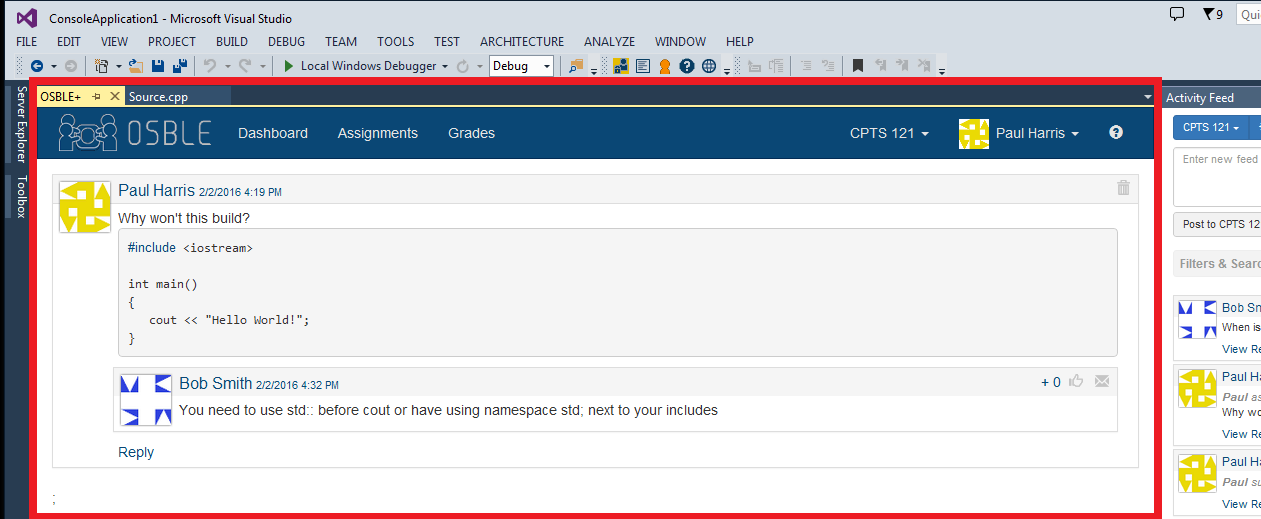 ConsoleApplication1 - Microsoft Visual Studio
9
FILE EDIT VIEW PROJECT BUILD DEBUG TEAM TOOLS TEST ARCHITECTURE ANALYZE WINDOW HELP
Local Windows Debugger Debug
Server Explorer
Toolbox
OSBLE+ Source.cpp
OSBLE Dashboard Assignments Grades CPTS 121 Paul Harris ?
Paul Harris 2/2/2016 4:19 PM
Why won't this build?
#include <iostream>
int main()
{
cout << "Hello World!";
}
Bob Smith 2/2/2016 4:32 PM + 0
You need to use std:: before cout or have using namespace std; next to your includes
Reply
;
Activity Feed
CPTS 121
Enter new feed
Post to CPTS 12
Filters & Searc
Bob Sm
When is
View Re
Paul Ha
Paul as
Why wo
View Re
Paul Ha
Paul su
View Re